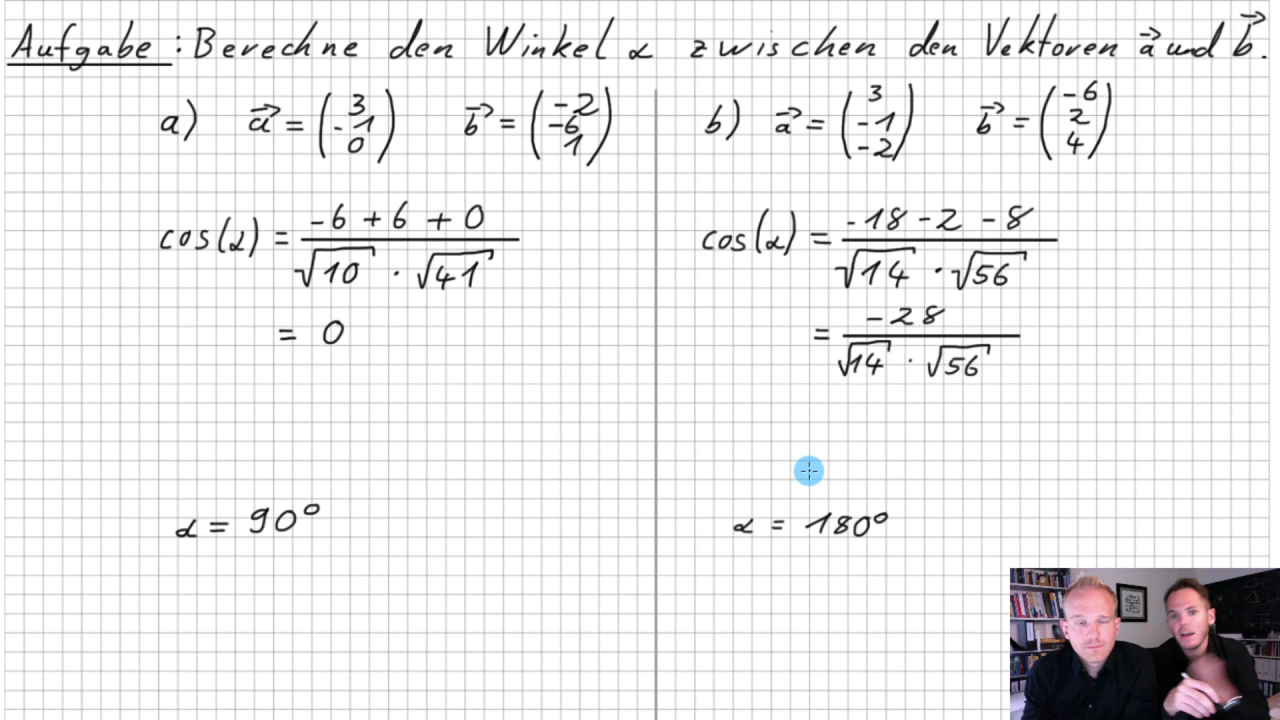 Aufgabe: Berechne den Winkel α zwischen den Vektoren a⃗ und b⃗.
a) a⃗ = (3 -1 0) b⃗ = (-2 -6 1)
cos(α) = (-6 + 6 + 0) / (√10 · √41)
= 0
α = 90°
b) a⃗ = (3 -1 -2) b⃗ = (-6 2 4)
cos(α) = (-18 - 2 - 8) / (√14 · √56)
= -28 / (√14 · √56)
α = 180°